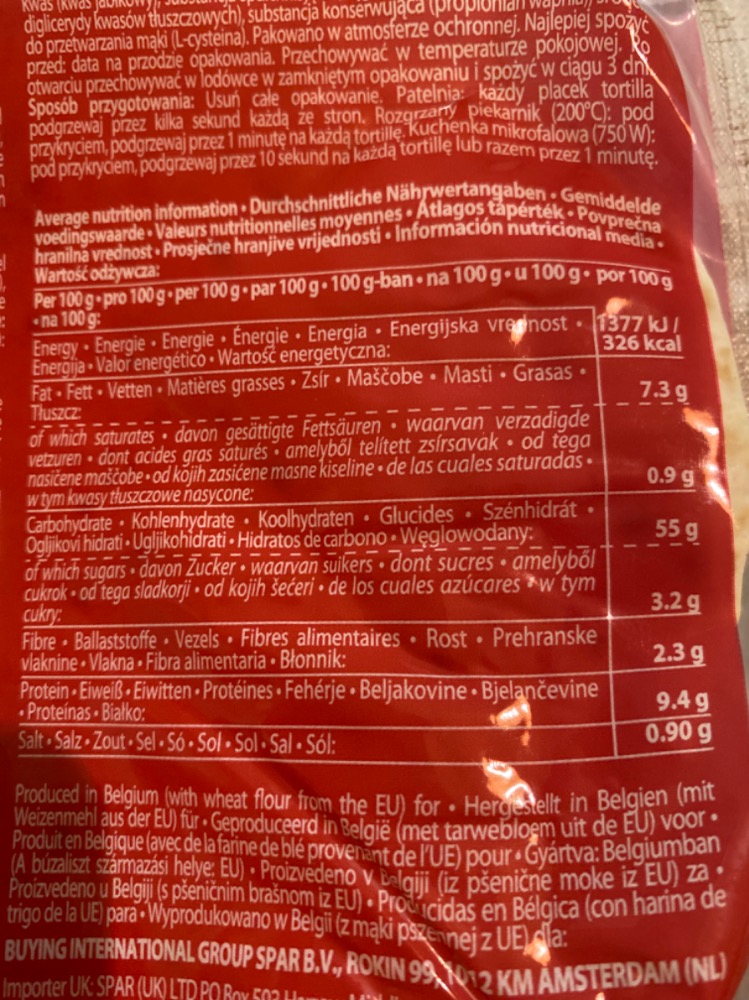 diglicerydy kwasów tłuszczowych), substancja konserwująca
do przetwarzania mąki (L-cysteina). Pakowano w atmosferze ochronnej. Najlepiej spożyć
przed: data na przodzie opakowania. Przechowywać w temperaturze pokojowej. Po
otwarciu przechowywać w lodówce w zamkniętym opakowaniu i spożyć w ciągu 3 dni.
Sposób przygotowania: Usuń całe opakowanie. Patelnia: każdy placek tortilla
podgrzewaj przez kilka sekund każdą ze stron. Rozgrzany piekarnik (200°C): pod
przykryciem, podgrzewaj przez 1 minutę na każdą tortillę. Kuchenka mikrofalowa (750 W):
pod przykryciem, podgrzewaj przez 10 sekund na każdą tortillę lub razem przez 1 minutę.
Average nutrition information • Durchschnittliche Nährwertangaben • Gemiddelde
voedingswaarde • Valeurs nutritionnelles moyennes • Átlagos tápérték • Povprečna
hranilna vrednost • Prosječne hranjive vrijednosti • Información nutricional media •
Wartość odżywcza:
Per 100 g • pro 100 g • per 100 g • par 100 g • 100 g-ban • na 100 g • u 100 g • por 100 g
• na 100 g:
Energy • Energie • Energie • Énergie • Energia • Energijska vrednost • 1377 kJ /
Energija • Valor energético • Wartość energetyczna: 326 kcal
Fat • Fett • Vetten • Matières grasses • Zsír • Maščobe • Masti • Grasas • 7.3 g
Tłuszcz:
of which saturates • davon gesättigte Fettsäuren • waarvan verzadigde
vetzuren • dont acides gras saturés • amelyből telített zsírsavak • od tega
nasičene maščobe • od kojih zasićene masne kiseline • de las cuales saturadas • 0.9 g
w tym kwasy tłuszczowe nasycone:
Carbohydrate • Kohlenhydrate • Koolhydraten • Glucides • Szénhidrát • 55 g
Ogljikovi hidrati • Ugljikohidrati • Hidratos de carbono • Węglowodany:
of which sugars • davon Zucker • waarvan suikers • dont sucres • amelyből
cukrok • od tega sladkorji • od kojih šećeri • de los cuales azúcares • w tym 3.2 g
cukry:
Fibre • Ballaststoffe • Vezels • Fibres alimentaires • Rost • Prehranske 2.3 g
vlaknine • Vlakna • Fibra alimentaria • Błonnik:
Protein • Eiweiß • Eiwitten • Protéines • Fehérje • Beljakovine • Bjelančevine 9.4 g
• Proteínas • Białko:
Salt • Salz • Zout • Sel • Só • Sol • Sol • Sal • Sól: 0.90 g
Produced in Belgium (with wheat flour from the EU) for • Hergestellt in Belgien (mit
Weizenmehl aus der EU) für • Geproduceerd in België (met tarwebloem uit de EU) voor •
Produit en Belgique (avec de la farine de blé provenant de l'UE) pour • Gyártva: Belgiumban
(A búzaliszt származási helye: EU) • Proizvedeno v Belgiji (iz pšenične moke iz EU) za •
Proizvedeno u Belgiji (s pšeničnim brašnom iz EU) • Producidas en Bélgica (con harina de
trigo de la UE) para • Wyprodukowano w Belgii (z mąki pszennej z UE) dla:
BUYING INTERNATIONAL GROUP SPAR B.V., ROKIN 99, 1012 KM AMSTERDAM (NL)
Importer UK: SPAR (UK) LTD PO Box 503